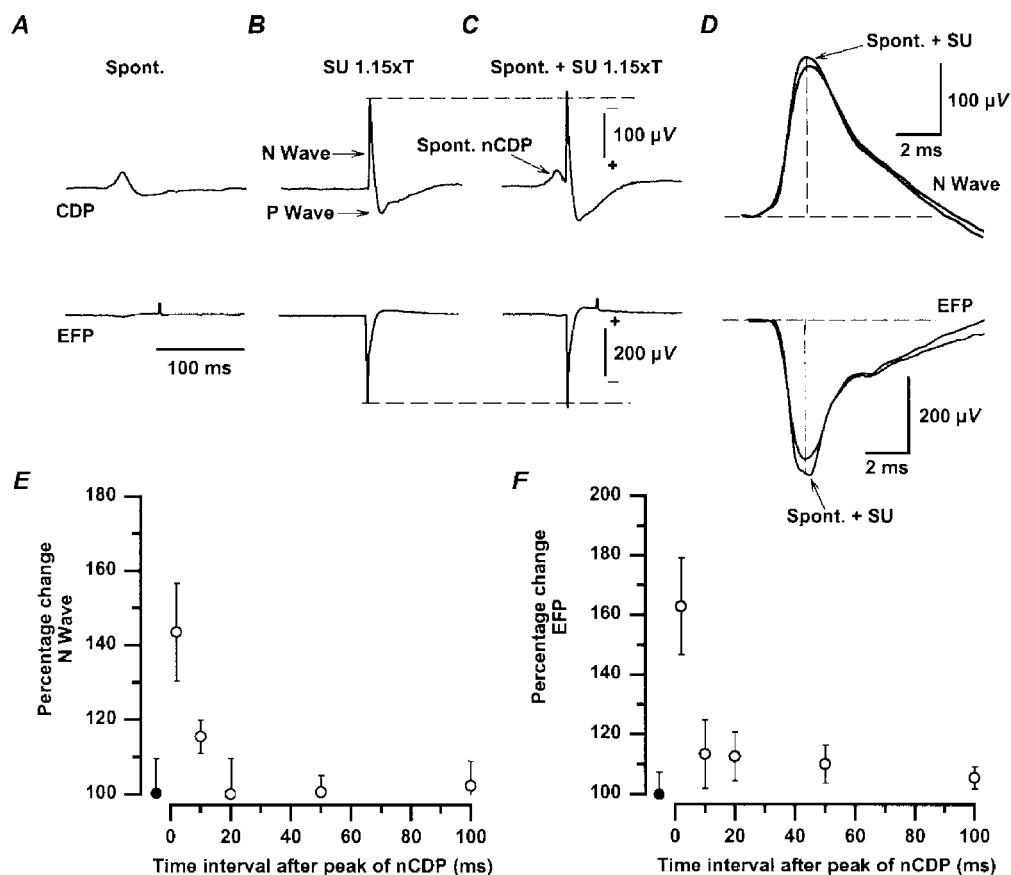 A B C D
Spont. SU 1.15xT Spont. + SU 1.15xT
Spont. + SU
100 µV
2 ms
N Wave
N Wave
P Wave
Spont. nCDP
−
100 µV
+
CDP
EFP
100 ms
+
200 µV
−
EFP
200 µV
2 ms
Spont. + SU
E
180
160
140
120
100
Percentage change
N Wave
0 20 40 60 80 100
Time interval after peak of nCDP (ms)
F
200
180
160
140
120
100
Percentage change
EFP
0 20 40 60 80 100
Time interval after peak of nCDP (ms)